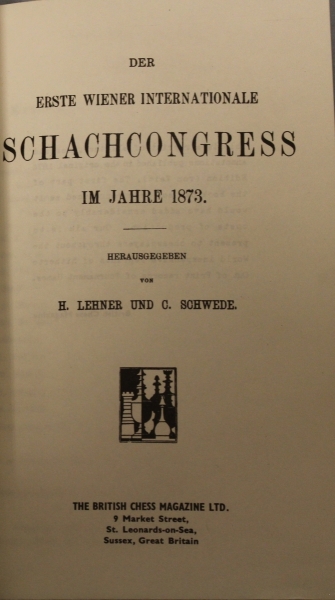 DER
ERSTE WIENER INTERNATIONALE
SCHACHCONGRESS
IM JAHRE 1873.
HERAUSGEGEBEN
VON
H. LEHNER UND C. SCHWEDE.
THE BRITISH CHESS MAGAZINE LTD.
9 Market Street,
St. Leonards-on-Sea,
Sussex, Great Britain